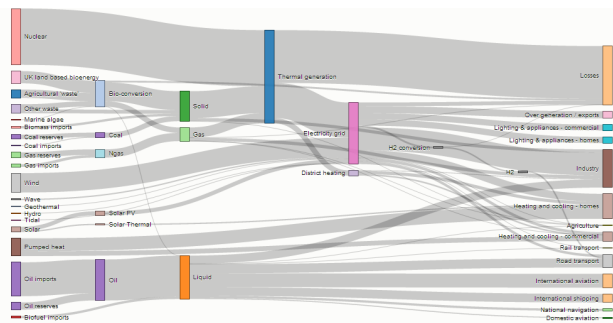 Nuclear
UK land based bioenergy
Agricultural 'waste'
Other waste
Marine algae
Biomass imports
Coal reserves
Coal imports
Gas reserves
Gas imports
Wind
Wave
Geothermal
Hydro
Tidal
Solar
Pumped heat
Oil imports
Oil reserves
Biofuel imports
Bio-conversion
Coal
Ngas
Solar PV
Solar Thermal
Oil
Solid
Gas
Liquid
Thermal generation
Electricity grid
District heating
H2 conversion
H2
Losses
Over generation / exports
Lighting & appliances - commercial
Lighting & appliances - homes
Industry
Heating and cooling - homes
Agriculture
Heating and cooling - commercial
Rail transport
Road transport
International aviation
International shipping
National navigation
Domestic aviation